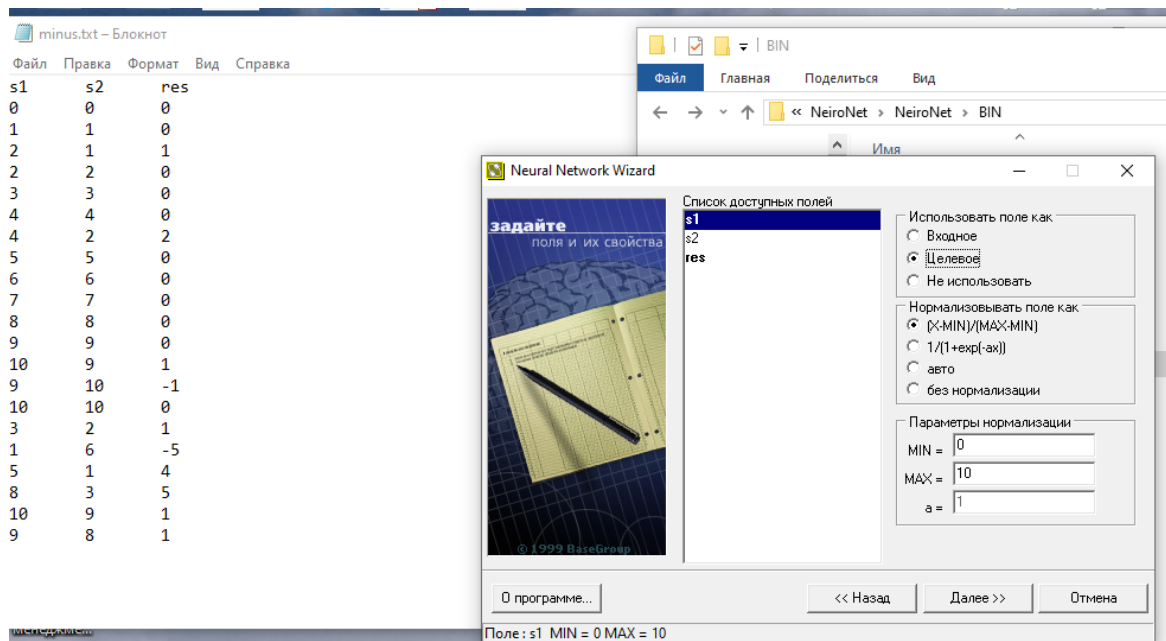 minus.txt – Блокнот
Файл Правка Формат Вид Справка
s1 s2 res
0 0 0
1 1 0
2 1 1
2 2 0
3 3 0
4 4 0
4 2 2
5 5 0
6 6 0
7 7 0
8 8 0
9 9 0
10 9 1
9 10 -1
10 10 0
3 2 1
1 6 -5
5 1 4
8 3 5
10 9 1
9 8 1
BIN
Файл Главная Поделиться Вид
« NeiroNet > NeiroNet > BIN
Имя
Neural Network Wizard
задайте
поля и их свойства
© 1999 BaseGroup
Список доступных полей
s1
s2
res
Использовать поле как
Входное
Целевое
Не использовать
Нормализовывать поле как
(X-MIN)/(MAX-MIN)
1/(1+exp(-ax))
авто
без нормализации
Параметры нормализации
MIN = 0
MAX = 10
a = 1
О программе...
<< Назад
Далее >>
Отмена
Поле : s1 MIN = 0 MAX = 10